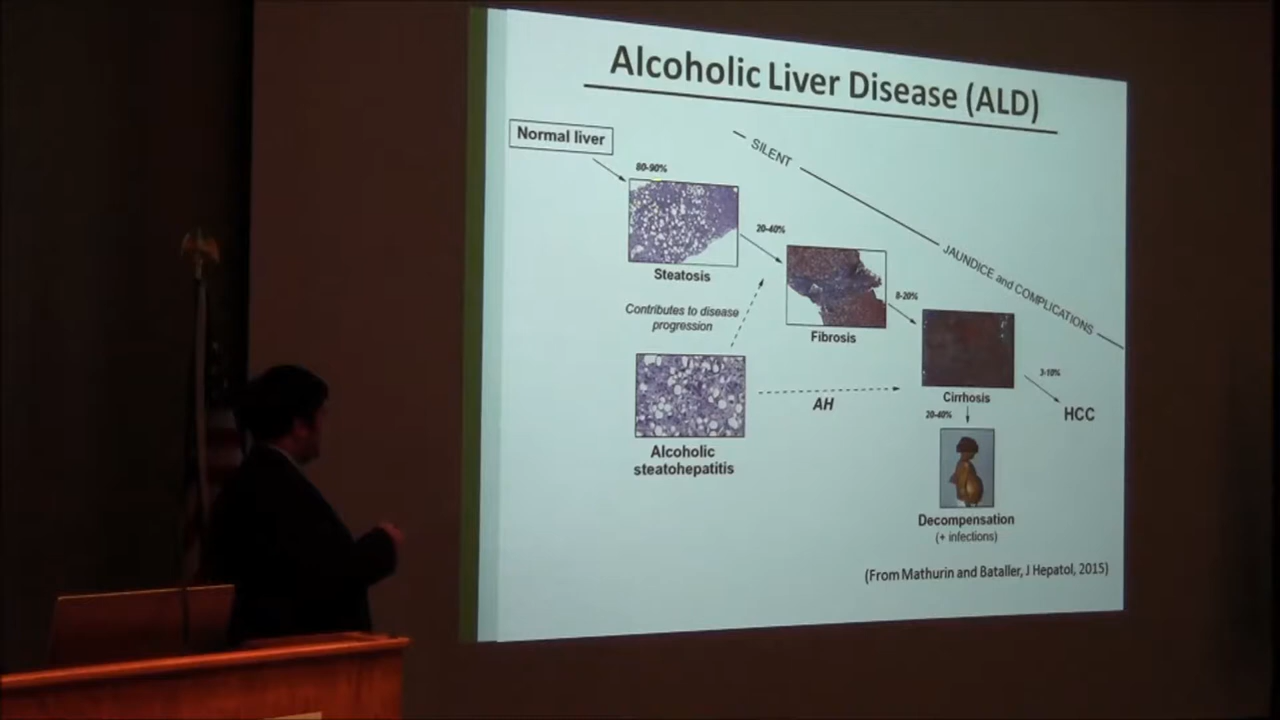 Alcoholic Liver Disease (ALD)
Normal liver
SILENT
80-90%
20-40%
Steatosis
JAUNDICE and COMPLICATIONS
Contributes to disease
progression
8-20%
Fibrosis
3-10%
Cirrhosis
AH
20-40%
HCC
Alcoholic
steatohepatitis
Decompensation
(+ infections)
(From Mathurin and Bataller, J Hepatol, 2015)